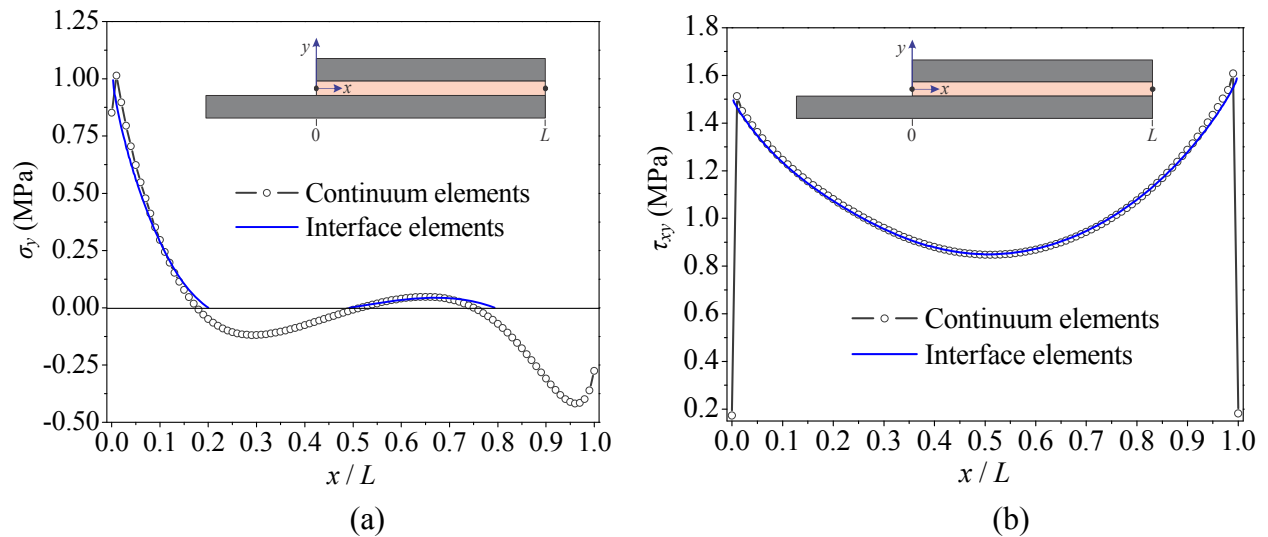 1.25
1.00
0.75
0.50
0.25
0.00
-0.25
-0.50
σy (MPa)
y
x
0
L
Continuum elements
Interface elements
0.0 0.1 0.2 0.3 0.4 0.5 0.6 0.7 0.8 0.9 1.0
x / L
(a)
1.8
1.6
1.4
1.2
1.0
0.8
0.6
0.4
0.2
τxy (MPa)
y
x
0
L
Continuum elements
Interface elements
0.0 0.1 0.2 0.3 0.4 0.5 0.6 0.7 0.8 0.9 1.0
x / L
(b)